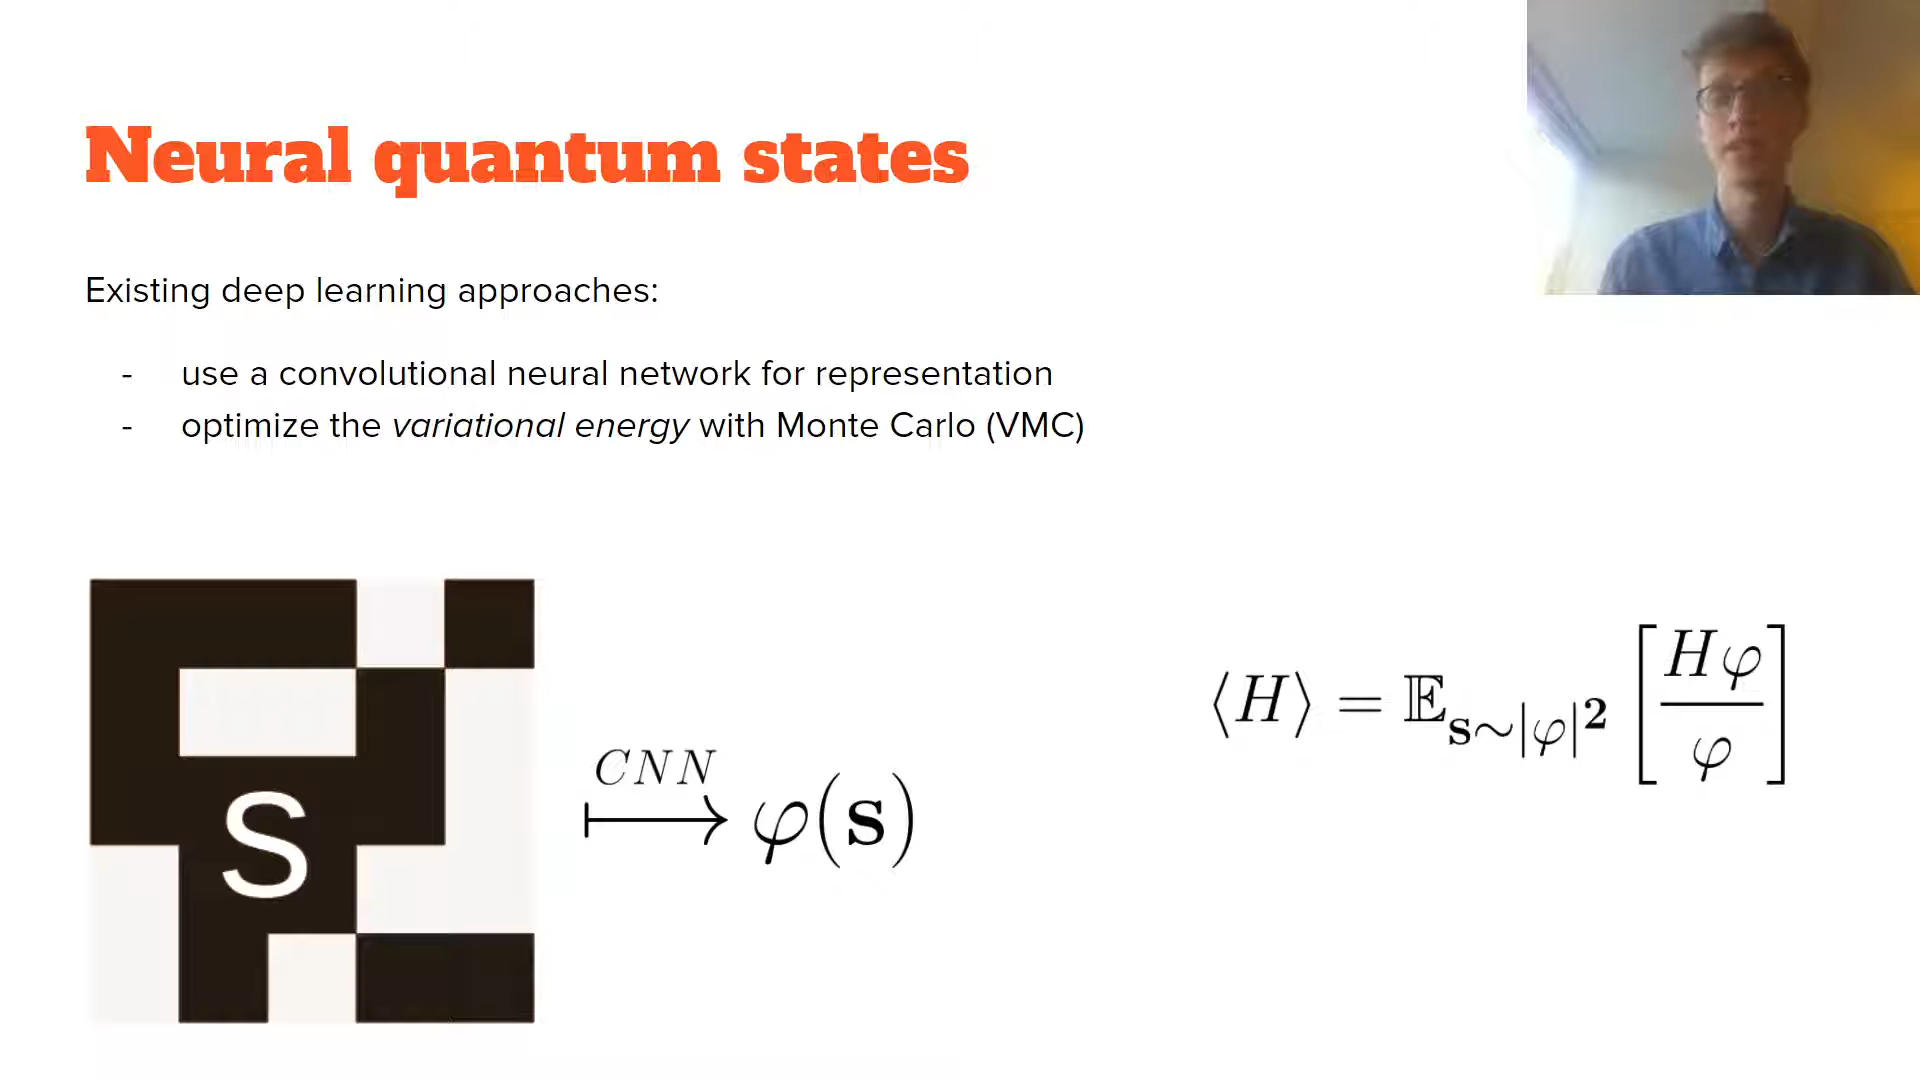 Neural quantum states
Existing deep learning approaches:
- use a convolutional neural network for representation
- optimize the variational energy with Monte Carlo (VMC)
S
CNN
⟼ φ(s)
⟨H⟩ = 𝔼_{s∼|φ|²} [Hφ / φ]